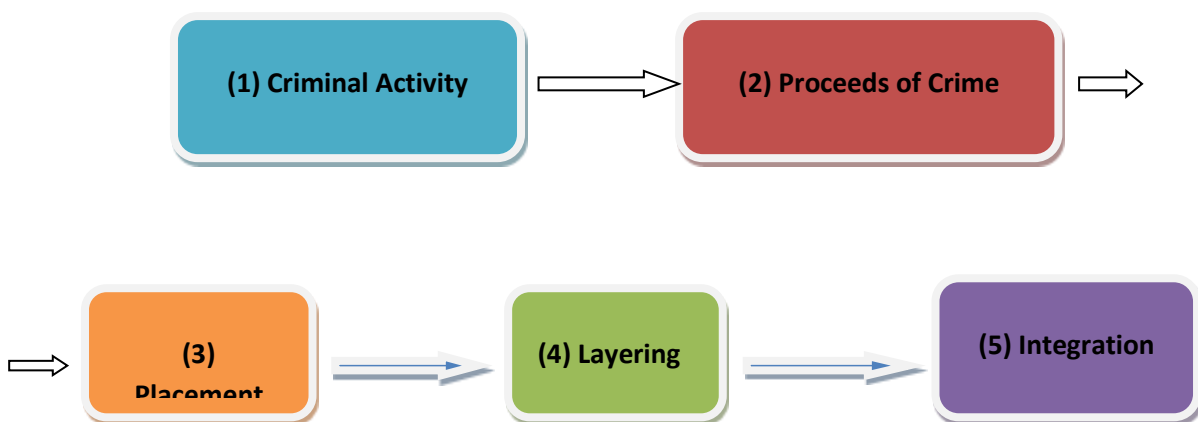 (1) Criminal Activity
(2) Proceeds of Crime
(3)
Placement
(4) Layering
(5) Integration